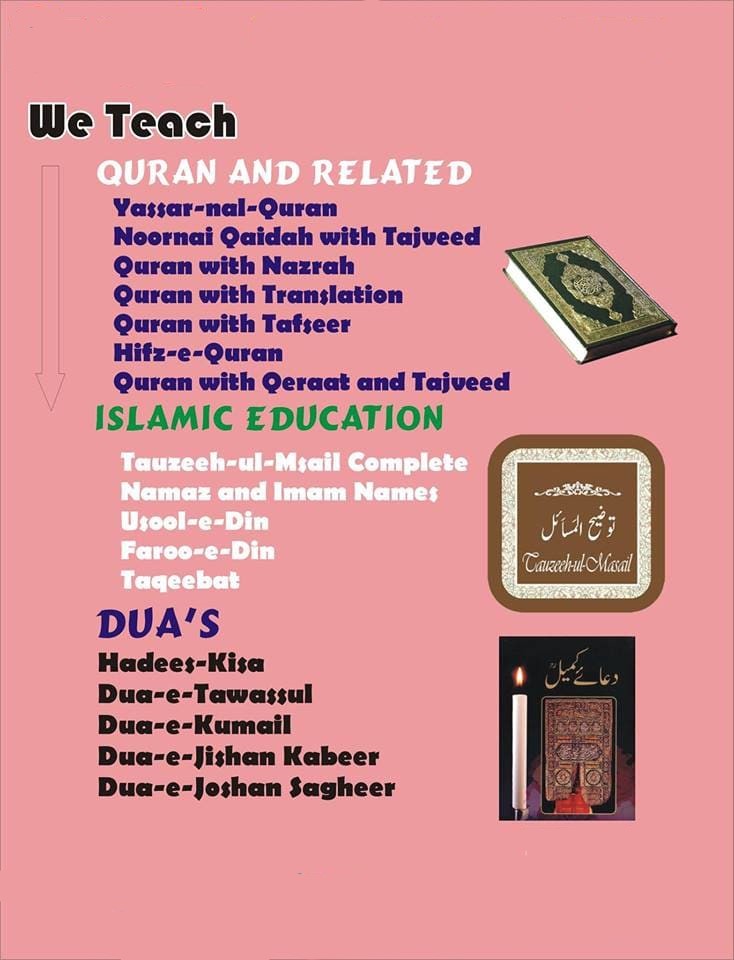 We Teach
QURAN AND RELATED
Yassar-nal-Quran
Noornai Qaidah with Tajveed
Quran with Nazrah
Quran with Translation
Quran with Tafseer
Hifz-e-Quran
Quran with Qeraat and Tajveed
ISLAMIC EDUCATION
Tauzeeh-ul-Msail Complete
Namaz and Imam Names
Usool-e-Din
Faroo-e-Din
Taqeebat
توضیح المسائل
Tauzeeh-ul-Masail
DUA'S
Hadees-Kisa
Dua-e-Tawassul
Dua-e-Kumail
Dua-e-Jishan Kabeer
Dua-e-Joshan Sagheer
دعائے کمیل